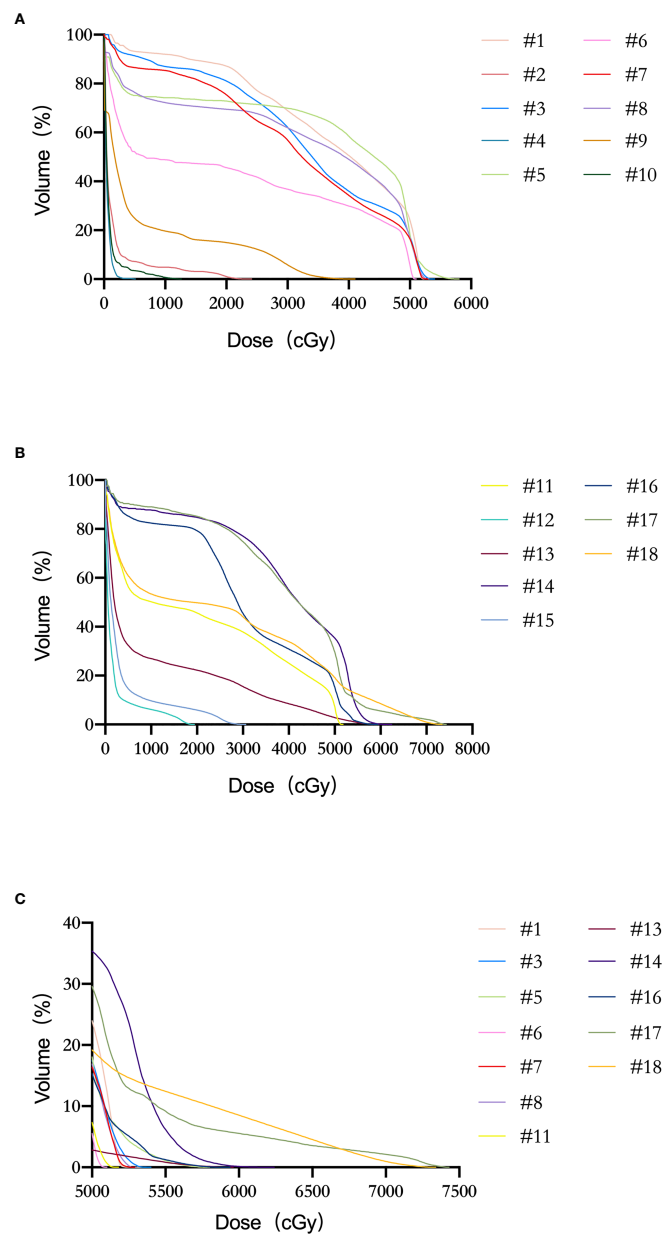 A
100
80
60
40
20
0
Volume (%)
0 1000 2000 3000 4000 5000 6000
Dose (cGy)
#1 #6
#2 #7
#3 #8
#4 #9
#5 #10
B
100
80
60
40
20
0
Volume (%)
0 1000 2000 3000 4000 5000 6000 7000 8000
Dose (cGy)
#11 #16
#12 #17
#13 #18
#14
#15
C
40
30
20
10
0
Volume (%)
5000 5500 6000 6500 7000 7500
Dose (cGy)
#1 #13
#3 #14
#5 #16
#6 #17
#7 #18
#8
#11